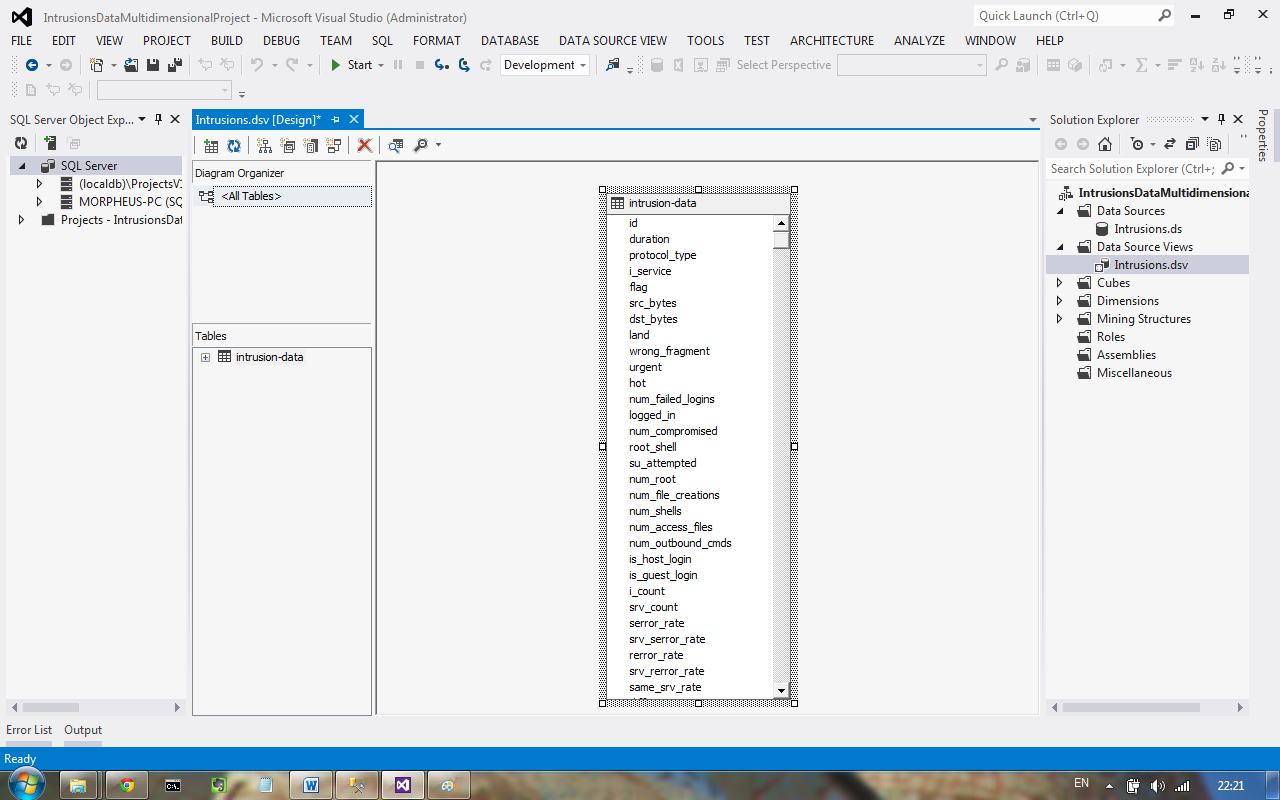 IntrusionsDataMultidimensionalProject - Microsoft Visual Studio (Administrator)
Quick Launch (Ctrl+Q)
FILE EDIT VIEW PROJECT BUILD DEBUG TEAM SQL FORMAT DATABASE DATA SOURCE VIEW TOOLS TEST ARCHITECTURE ANALYZE WINDOW HELP
Start Development Select Perspective
SQL Server Object Exp...
SQL Server
(localdb)\ProjectsV
MORPHEUS-PC (SQ
Projects - IntrusionsDat
Intrusions.dsv [Design]*
Diagram Organizer
<All Tables>
Tables
intrusion-data
intrusion-data
id
duration
protocol_type
i_service
flag
src_bytes
dst_bytes
land
wrong_fragment
urgent
hot
num_failed_logins
logged_in
num_compromised
root_shell
su_attempted
num_root
num_file_creations
num_shells
num_access_files
num_outbound_cmds
is_host_login
is_guest_login
i_count
srv_count
serror_rate
srv_serror_rate
rerror_rate
srv_rerror_rate
same_srv_rate
Solution Explorer
Search Solution Explorer (Ctrl+;
IntrusionsDataMultidimensiona
Data Sources
Intrusions.ds
Data Source Views
Intrusions.dsv
Cubes
Dimensions
Mining Structures
Roles
Assemblies
Miscellaneous
Properties
Error List Output
Ready
EN 22:21